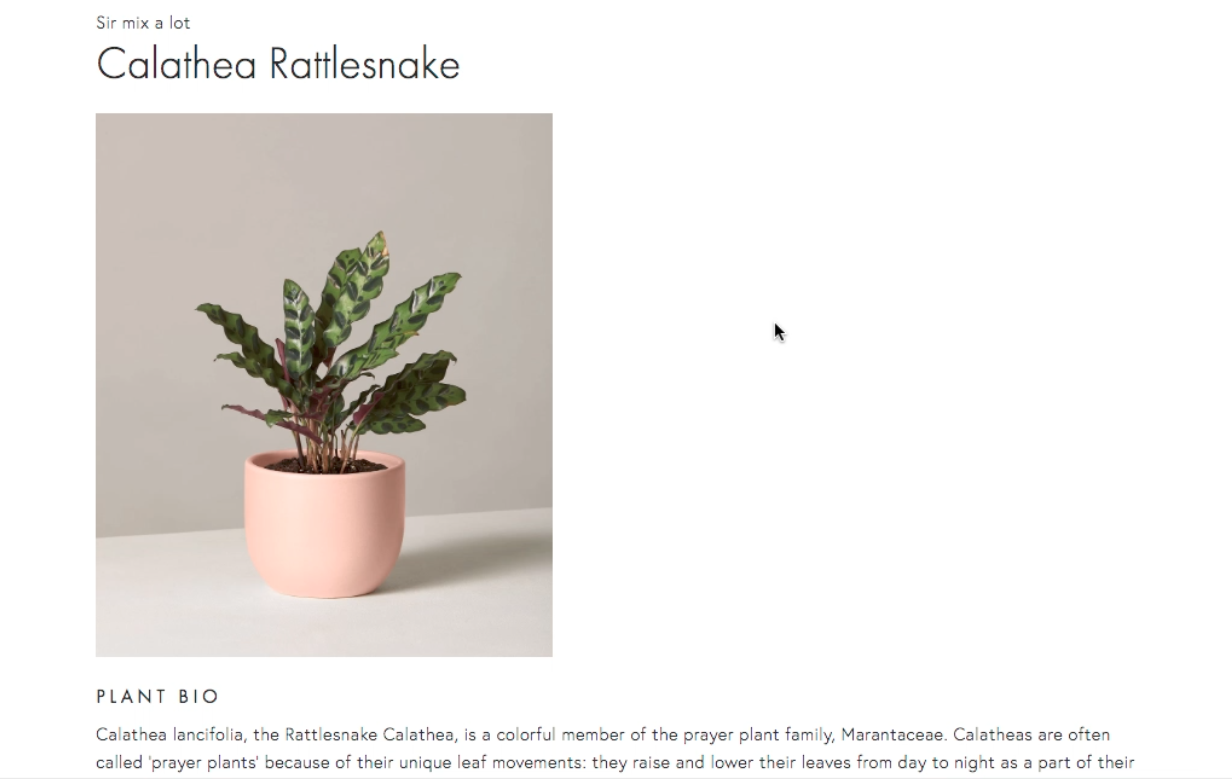 Sir mix a lot
Calathea Rattlesnake
PLANT BIO
Calathea lancifolia, the Rattlesnake Calathea, is a colorful member of the prayer plant family, Marantaceae. Calatheas are often
called 'prayer plants' because of their unique leaf movements: they raise and lower their leaves from day to night as a part of their